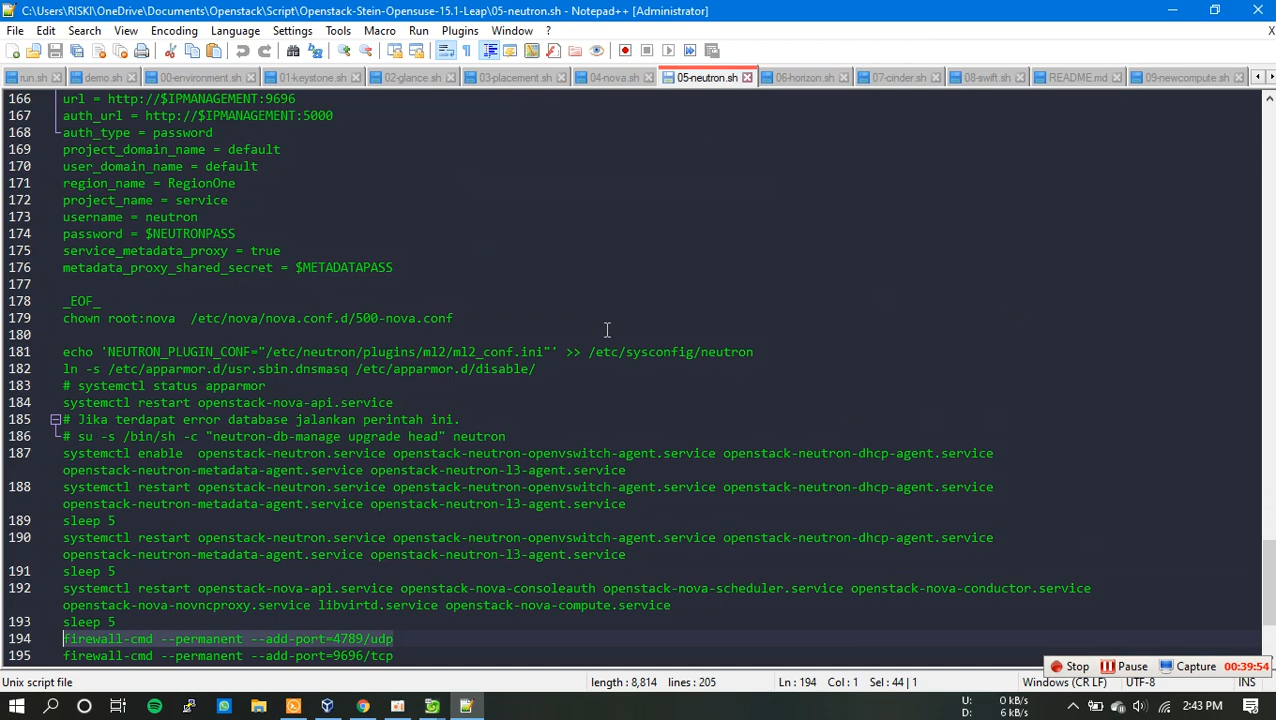 C:\Users\RISKI\OneDrive\Documents\Openstack\Script\Openstack-Stein-Opensuse-15.1-Leap\05-neutron.sh - Notepad++ [Administrator]
File Edit Search View Encoding Language Settings Tools Macro Run Plugins Window ? X
run.sh demo.sh 00-environment.sh 01-keystone.sh 02-glance.sh 03-placement.sh 04-nova.sh 05-neutron.sh 06-horizon.sh 07-cinder.sh 08-swift.sh README.md 09-newcompute.sh
166 url = http://$IPMANAGEMENT:9696
167 auth_url = http://$IPMANAGEMENT:5000
168 auth_type = password
169 project_domain_name = default
170 user_domain_name = default
171 region_name = RegionOne
172 project_name = service
173 username = neutron
174 password = $NEUTRONPASS
175 service_metadata_proxy = true
176 metadata_proxy_shared_secret = $METADATAPASS
177
178 _EOF_
179 chown root:nova  /etc/nova/nova.conf.d/500-nova.conf
180
181 echo 'NEUTRON_PLUGIN_CONF="/etc/neutron/plugins/ml2/ml2_conf.ini"' >> /etc/sysconfig/neutron
182 ln -s /etc/apparmor.d/usr.sbin.dnsmasq /etc/apparmor.d/disable/
183 # systemctl status apparmor
184 systemctl restart openstack-nova-api.service
185 # Jika terdapat error database jalankan perintah ini.
186 # su -s /bin/sh -c "neutron-db-manage upgrade head" neutron
187 systemctl enable  openstack-neutron.service openstack-neutron-openvswitch-agent.service openstack-neutron-dhcp-agent.service
openstack-neutron-metadata-agent.service openstack-neutron-l3-agent.service
188 systemctl restart openstack-neutron.service openstack-neutron-openvswitch-agent.service openstack-neutron-dhcp-agent.service
openstack-neutron-metadata-agent.service openstack-neutron-l3-agent.service
189 sleep 5
190 systemctl restart openstack-neutron.service openstack-neutron-openvswitch-agent.service openstack-neutron-dhcp-agent.service
openstack-neutron-metadata-agent.service openstack-neutron-l3-agent.service
191 sleep 5
192 systemctl restart openstack-nova-api.service openstack-nova-consoleauth openstack-nova-scheduler.service openstack-nova-conductor.service
openstack-nova-novncproxy.service libvirtd.service openstack-nova-compute.service
193 sleep 5
194 firewall-cmd --permanent --add-port=4789/udp
195 firewall-cmd --permanent --add-port=9696/tcp
Stop Pause Capture 00:39:54
Unix script file length : 8,814 lines : 205 Ln : 194 Col : 1 Sel : 44 | 1 Windows (CR LF) UTF-8 INS
U: 0 kB/s
D: 6 kB/s
2:43 PM